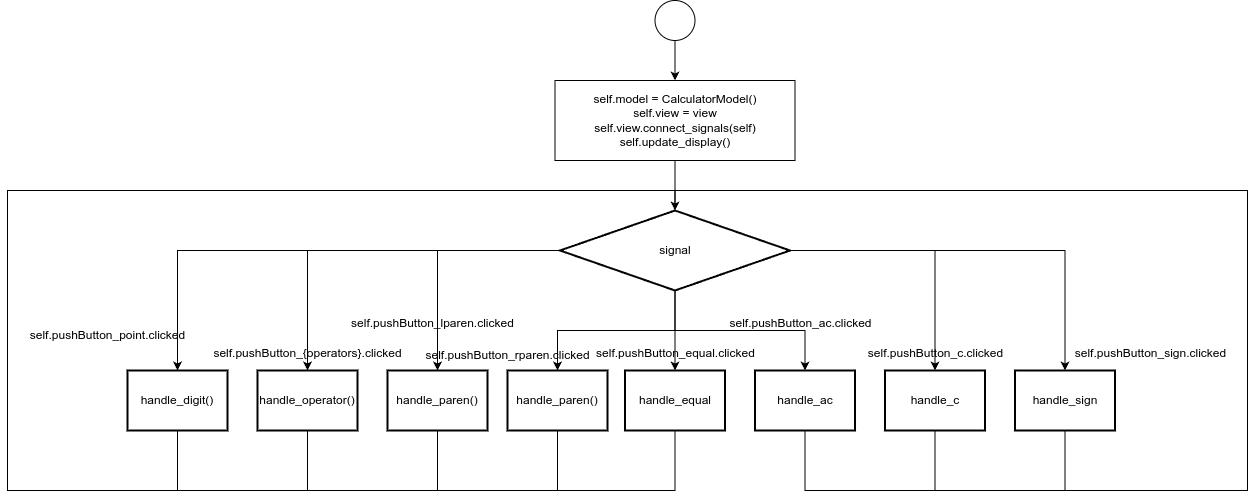 self.model = CalculatorModel()
self.view = view
self.view.connect_signals(self)
self.update_display()
signal
self.pushButton_point.clicked
self.pushButton_{operators}.clicked
self.pushButton_lparen.clicked
self.pushButton_rparen.clicked
self.pushButton_equal.clicked
self.pushButton_ac.clicked
self.pushButton_c.clicked
self.pushButton_sign.clicked
handle_digit()
handle_operator()
handle_paren()
handle_paren()
handle_equal
handle_ac
handle_c
handle_sign